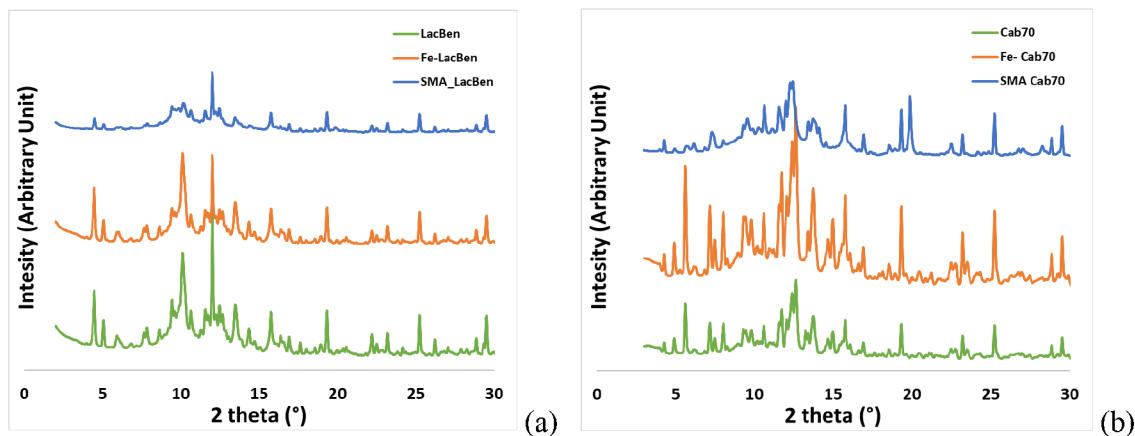 LacBen
Fe-LacBen
SMA_LacBen
Intesity (Arbitrary Unit)
0 5 10 15 20 25 30
2 theta (°)
(a)
Cab70
Fe- Cab70
SMA Cab70
Intesity (Arbitrary Unit)
0 5 10 15 20 25 30
2 theta (°)
(b)